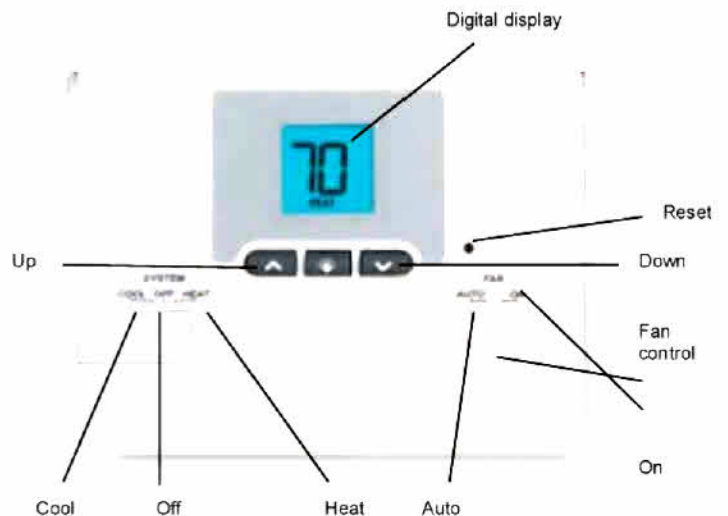 Digital display
70
HEAT
Reset
Up
Down
SYSTEM
FAN
COOL OFF HEAT
AUTO ON
Fan
control
On
Cool Off Heat Auto